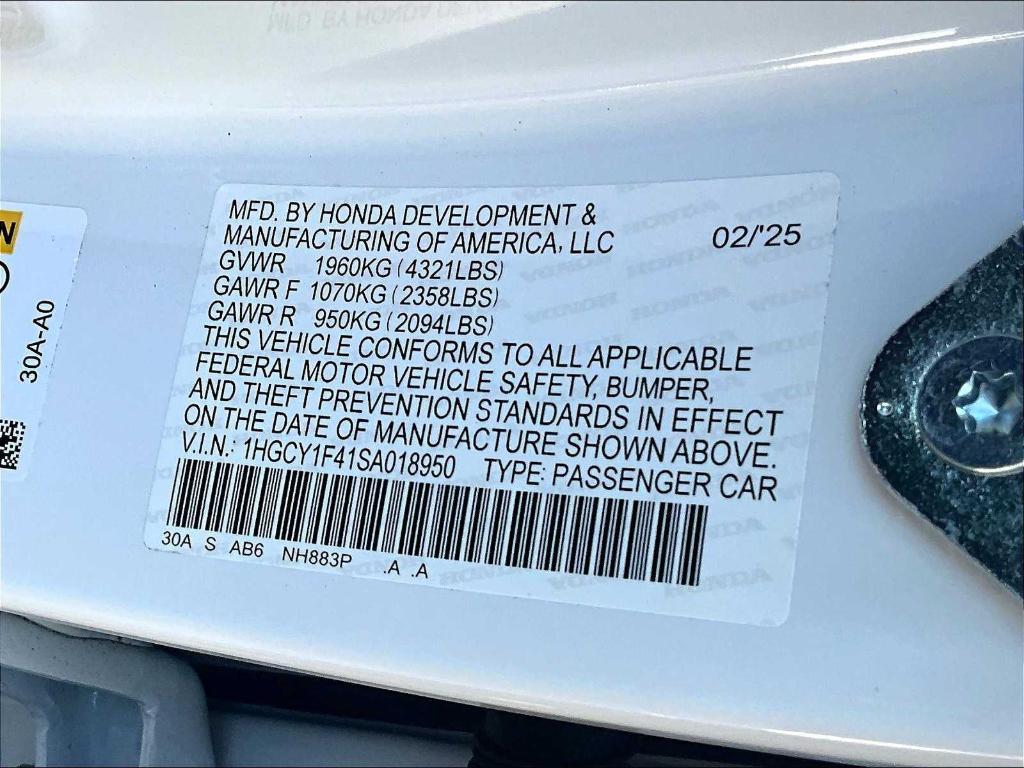 MFD. BY HONDA DEVELOPMENT &
MANUFACTURING OF AMERICA, LLC 02/'25
GVWR 1960KG (4321LBS)
GAWR F 1070KG (2358LBS)
GAWR R 950KG (2094LBS)
THIS VEHICLE CONFORMS TO ALL APPLICABLE
FEDERAL MOTOR VEHICLE SAFETY, BUMPER,
AND THEFT PREVENTION STANDARDS IN EFFECT
ON THE DATE OF MANUFACTURE SHOWN ABOVE.
V.I.N.: 1HGCY1F41SA018950 TYPE: PASSENGER CAR
30A S AB6 NH883P .A .A
30A-A0
N